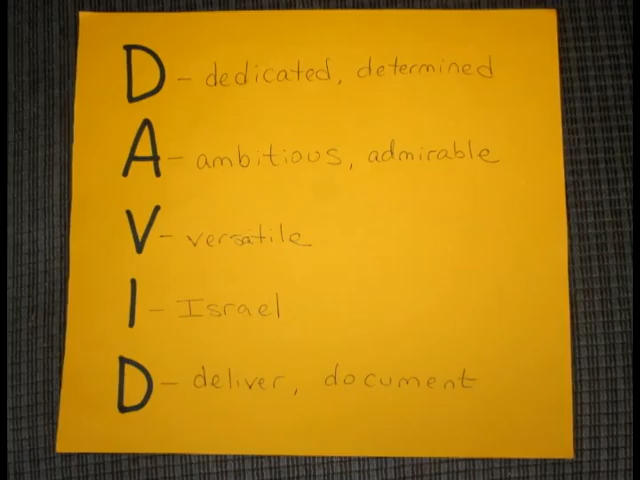 D - dedicated, determined
A - ambitious, admirable
V - versatile
I - Israel
D - deliver, document